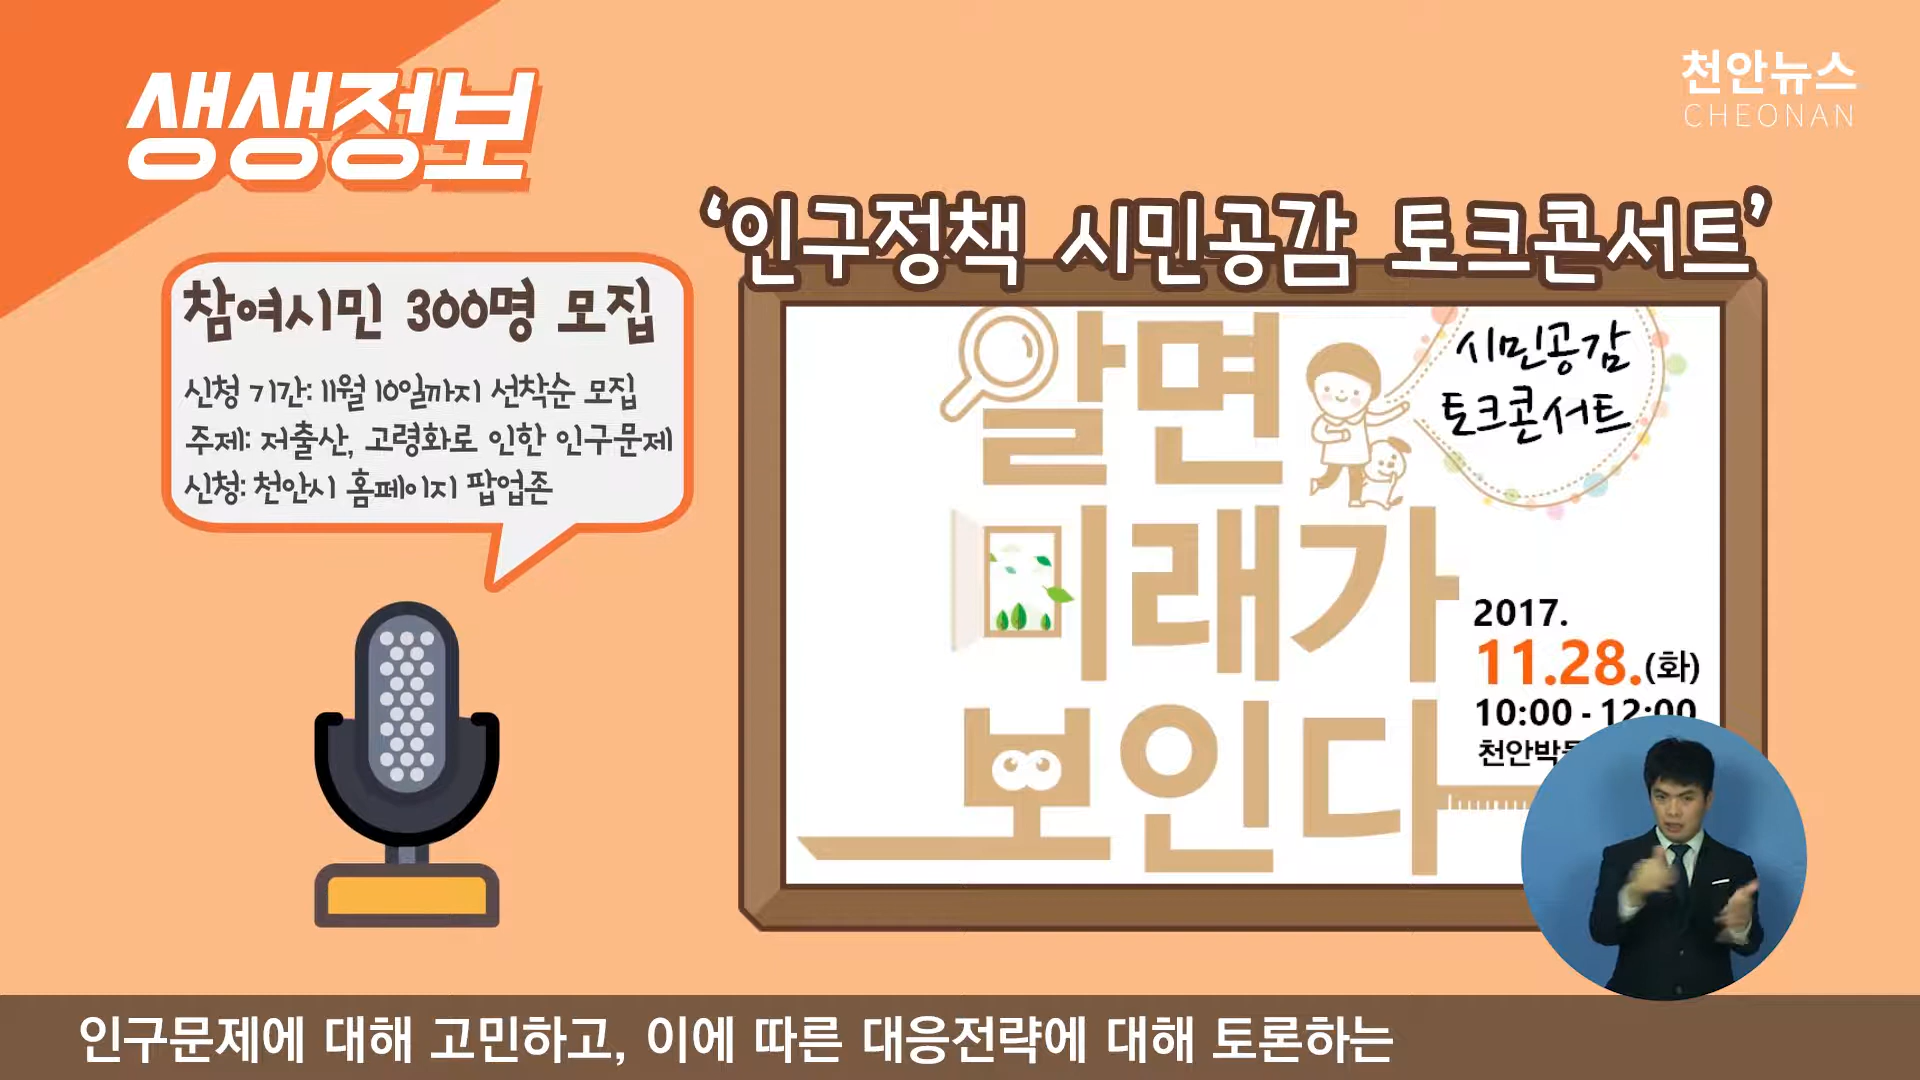 생생정보
천안뉴스
CHEONAN
‘인구정책 시민공감 토크콘서트’
참여시민 300명 모집
신청 기간: 11월 10일까지 선착순 모집
주제: 저출산, 고령화로 인한 인구문제
신청: 천안시 홈페이지 팝업존
알면
미래가
보인다
시민공감
토크콘서트
2017.
11.28.(화)
10:00 - 12:00
인구문제에 대해 고민하고, 이에 따른 대응전략에 대해 토론하는